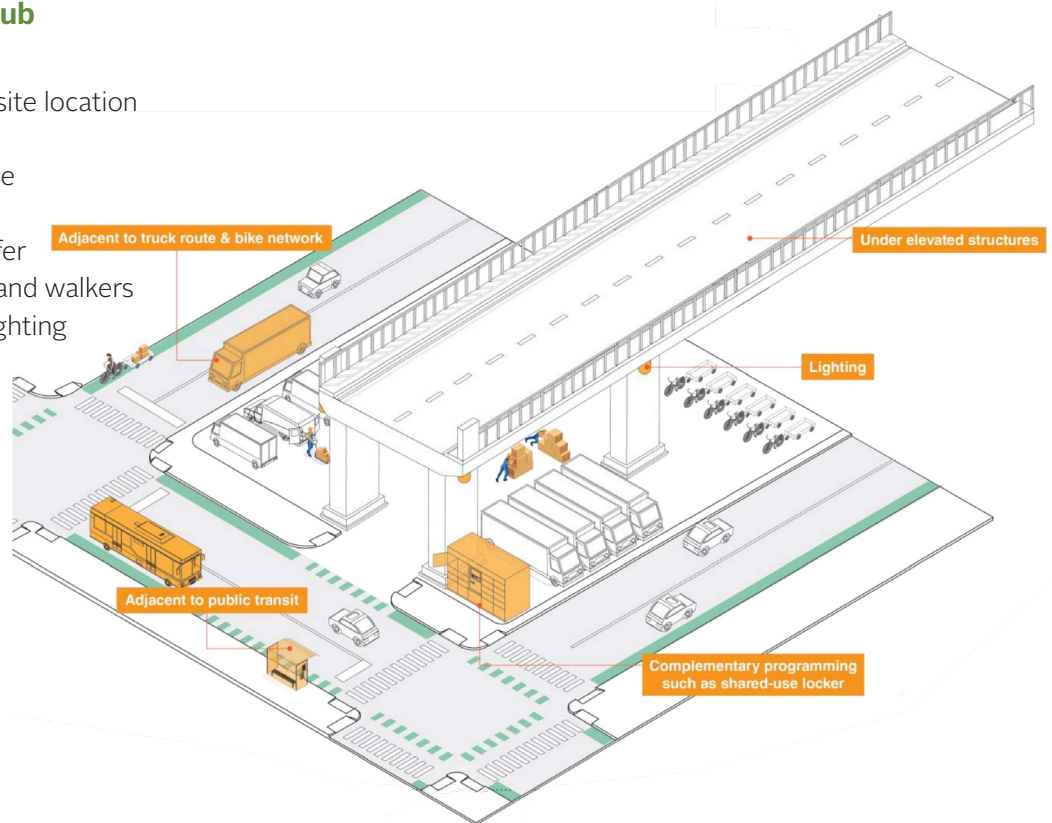 ub
site location
e
Adjacent to truck route & bike network
fer
and walkers
ghting
Under elevated structures
Lighting
Adjacent to public transit
Complementary programming
such as shared-use locker